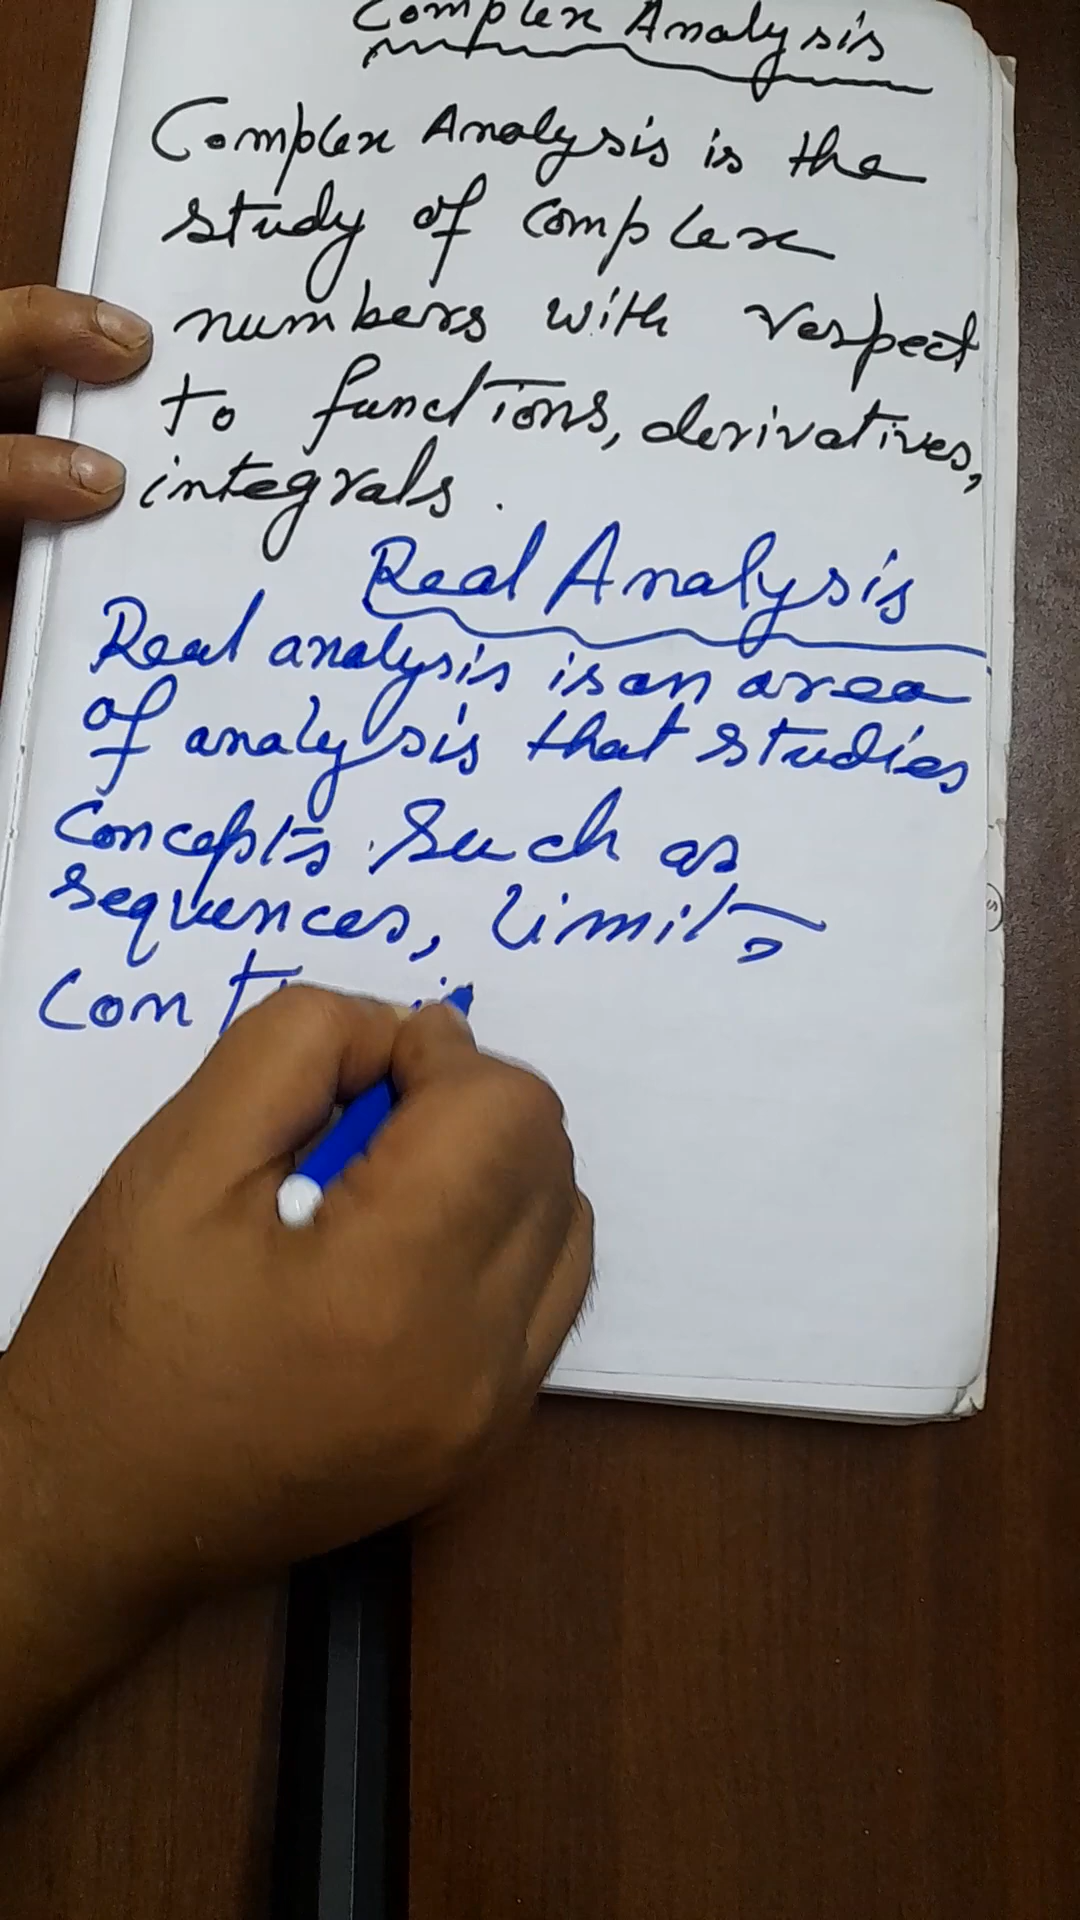 Complex Analysis
Complex Analysis is the
study of complex
numbers with respect
to functions, derivatives,
integrals.
Real Analysis
Real analysis is an area
of analysis that studies
concepts such as
sequences, limits,